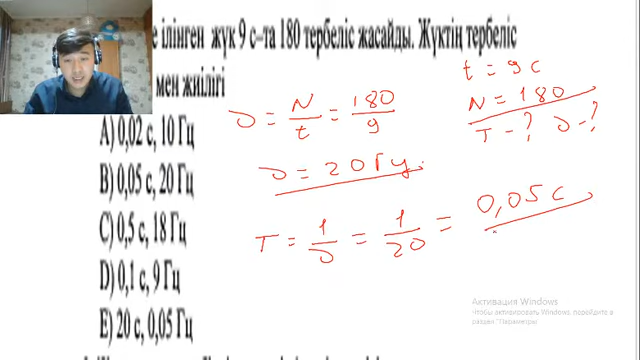 е ілінген жүк 9 с–та 180 тербеліс жасайды. Жүктің тербеліс
мен жиілігі
A) 0,02 с, 10 Гц
B) 0,05 с, 20 Гц
C) 0,5 с, 18 Гц
D) 0,1 с, 9 Гц
E) 20 с, 0,05 Гц
t = 9 c
N = 180
T - ? υ - ?
υ = N/t = 180/9
υ = 20 Гц.
T = 1/υ = 1/20 = 0,05 c
Активация Windows
Чтобы активировать Windows, перейдите в
раздел "Параметры"